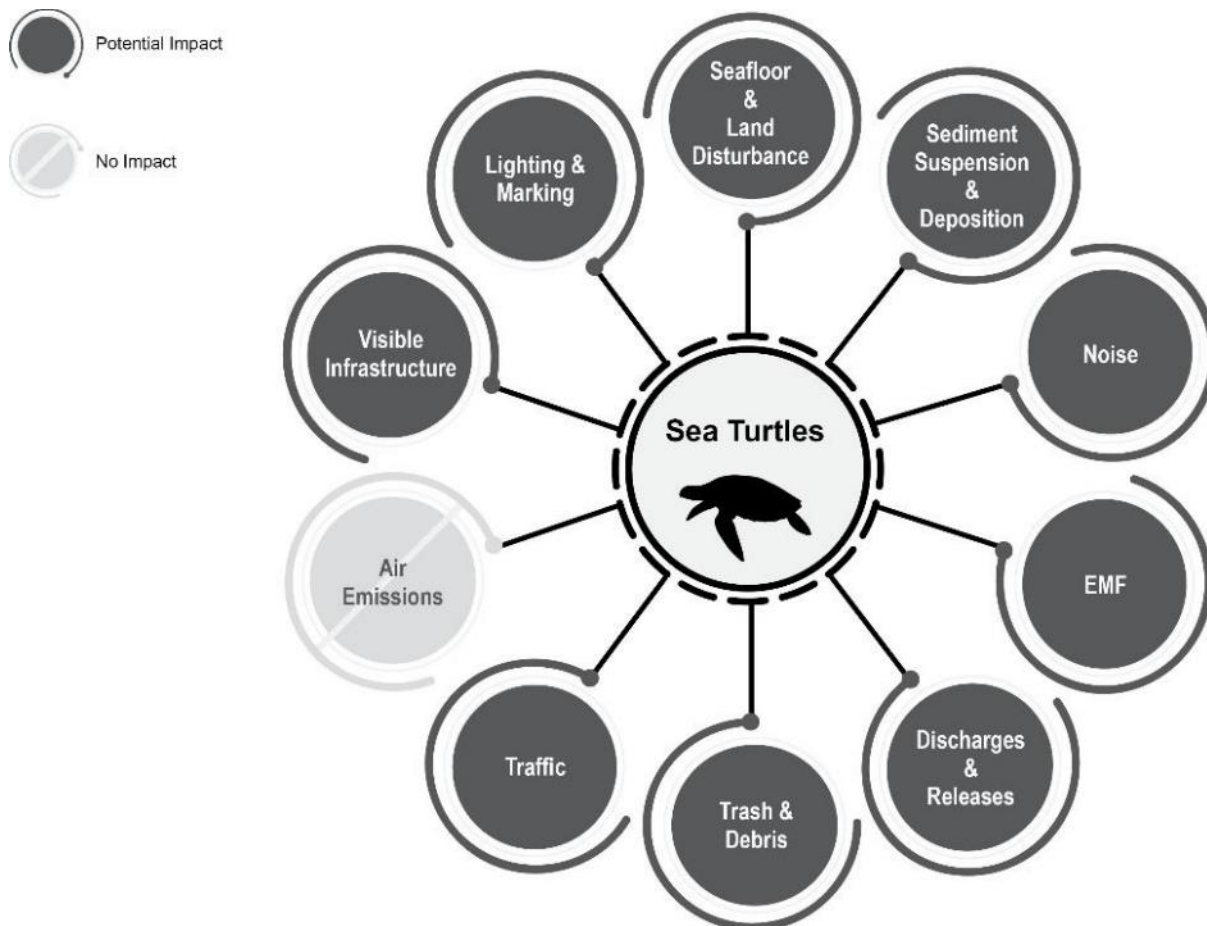 Potential Impact
No Impact
Seafloor
&
Land
Disturbance
Sediment
Suspension
&
Deposition
Noise
EMF
Discharges
&
Releases
Trash &
Debris
Traffic
Air
Emissions
Visible
Infrastructure
Lighting &
Marking
Sea Turtles